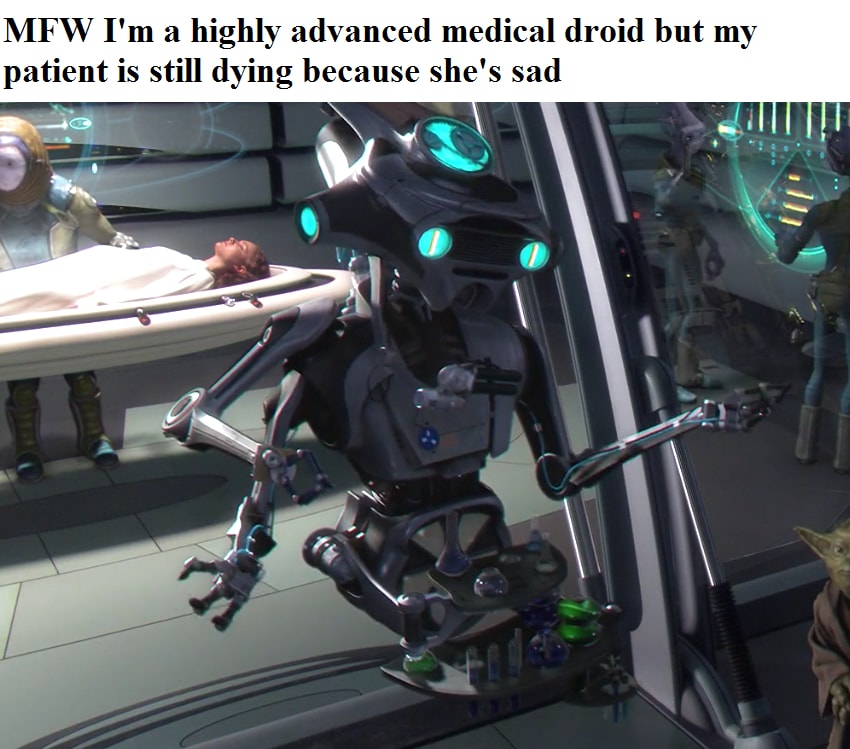 MFW I'm a highly advanced medical droid but my
patient is still dying because she's sad